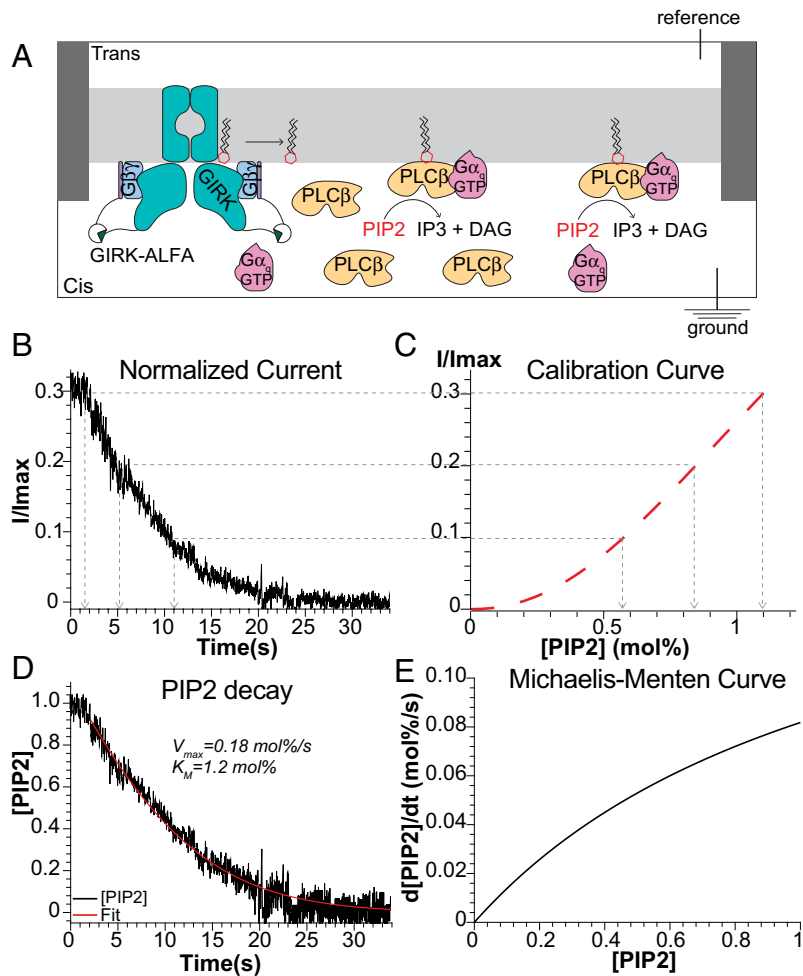 A
reference
Trans
Gβγ
GIRK
Gβγ
GIRK-ALFA
PLCβ
PLCβ
Gαq
GTP
PIP2 IP3 + DAG
PLCβ
Gαq
GTP
PIP2 IP3 + DAG
Gαq
GTP
PLCβ
PLCβ
Gαq
GTP
Cis
ground
B
Normalized Current
I/Imax
0.3
0.2
0.1
0
0 5 10 15 20 25 30
Time(s)
C
I/Imax
Calibration Curve
0.3
0.2
0.1
0
0 0.5 1
[PIP2] (mol%)
D
PIP2 decay
Vmax=0.18 mol%/s
KM=1.2 mol%
[PIP2]
1.0
0.8
0.6
0.4
0.2
0
[PIP2]
Fit
0 5 10 15 20 25 30
Time(s)
E
Michaelis-Menten Curve
d[PIP2]/dt (mol%/s)
0.10
0.08
0.06
0.04
0.02
0
0 0.2 0.4 0.6 0.8 1
[PIP2]